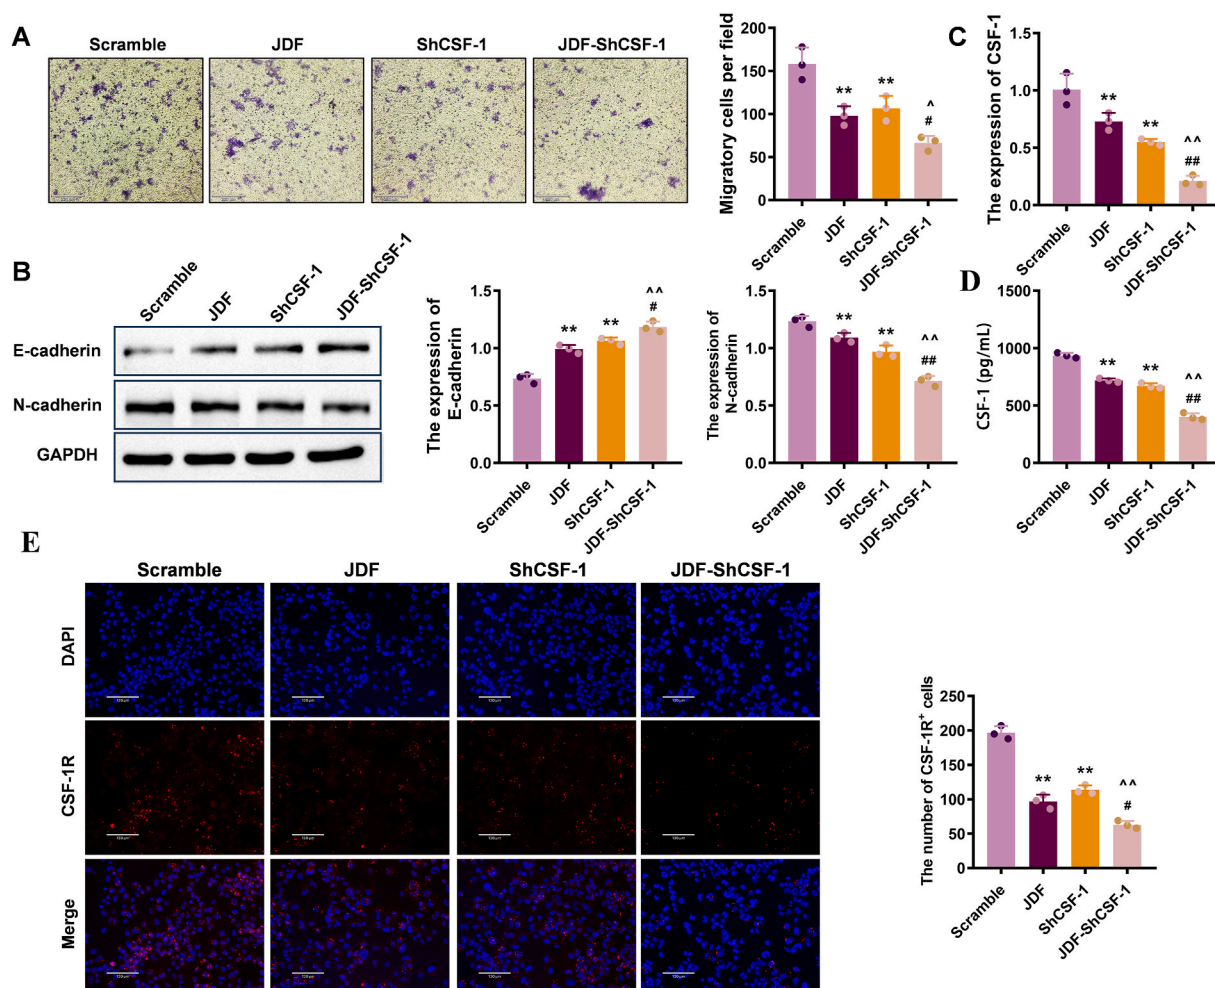 A
Scramble
JDF
ShCSF-1
JDF-ShCSF-1
Migratory cells per field
200
150
100
50
0
**
**
^
#
Scramble
JDF
ShCSF-1
JDF-ShCSF-1
C
The expression of CSF-1
1.5
1.0
0.5
0.0
**
**
^^
##
Scramble
JDF
ShCSF-1
JDF-ShCSF-1
B
Scramble
JDF
ShCSF-1
JDF-ShCSF-1
E-cadherin
N-cadherin
GAPDH
The expression of
E-cadherin
1.5
1.0
0.5
0.0
**
**
^^
#
Scramble
JDF
ShCSF-1
JDF-ShCSF-1
The expression of
N-cadherin
1.5
1.0
0.5
0.0
**
**
^^
##
Scramble
JDF
ShCSF-1
JDF-ShCSF-1
D
CSF-1 (pg/mL)
1500
1000
500
0
**
**
^^
##
Scramble
JDF
ShCSF-1
JDF-ShCSF-1
E
Scramble
JDF
ShCSF-1
JDF-ShCSF-1
DAPI
CSF-1R
Merge
The number of CSF-1R⁺ cells
250
200
150
100
50
0
**
**
^^
#
Scramble
JDF
ShCSF-1
JDF-ShCSF-1